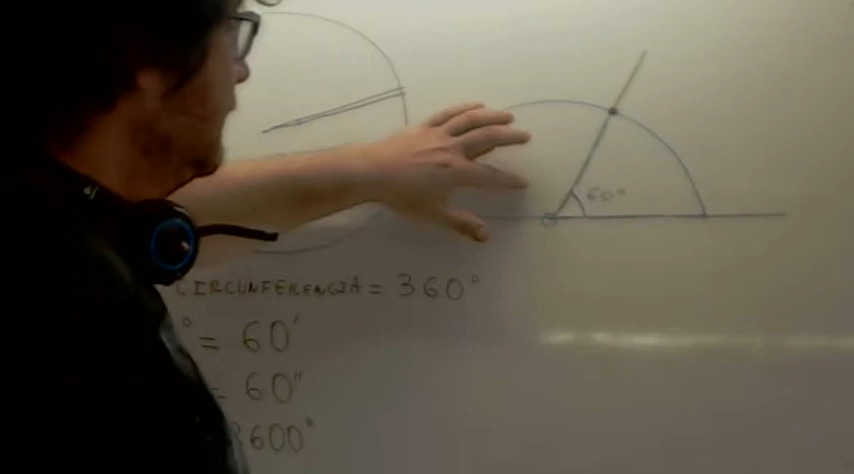 60°
CIRCUNFERENCIA = 360°
° = 60'
= 60"
3600"